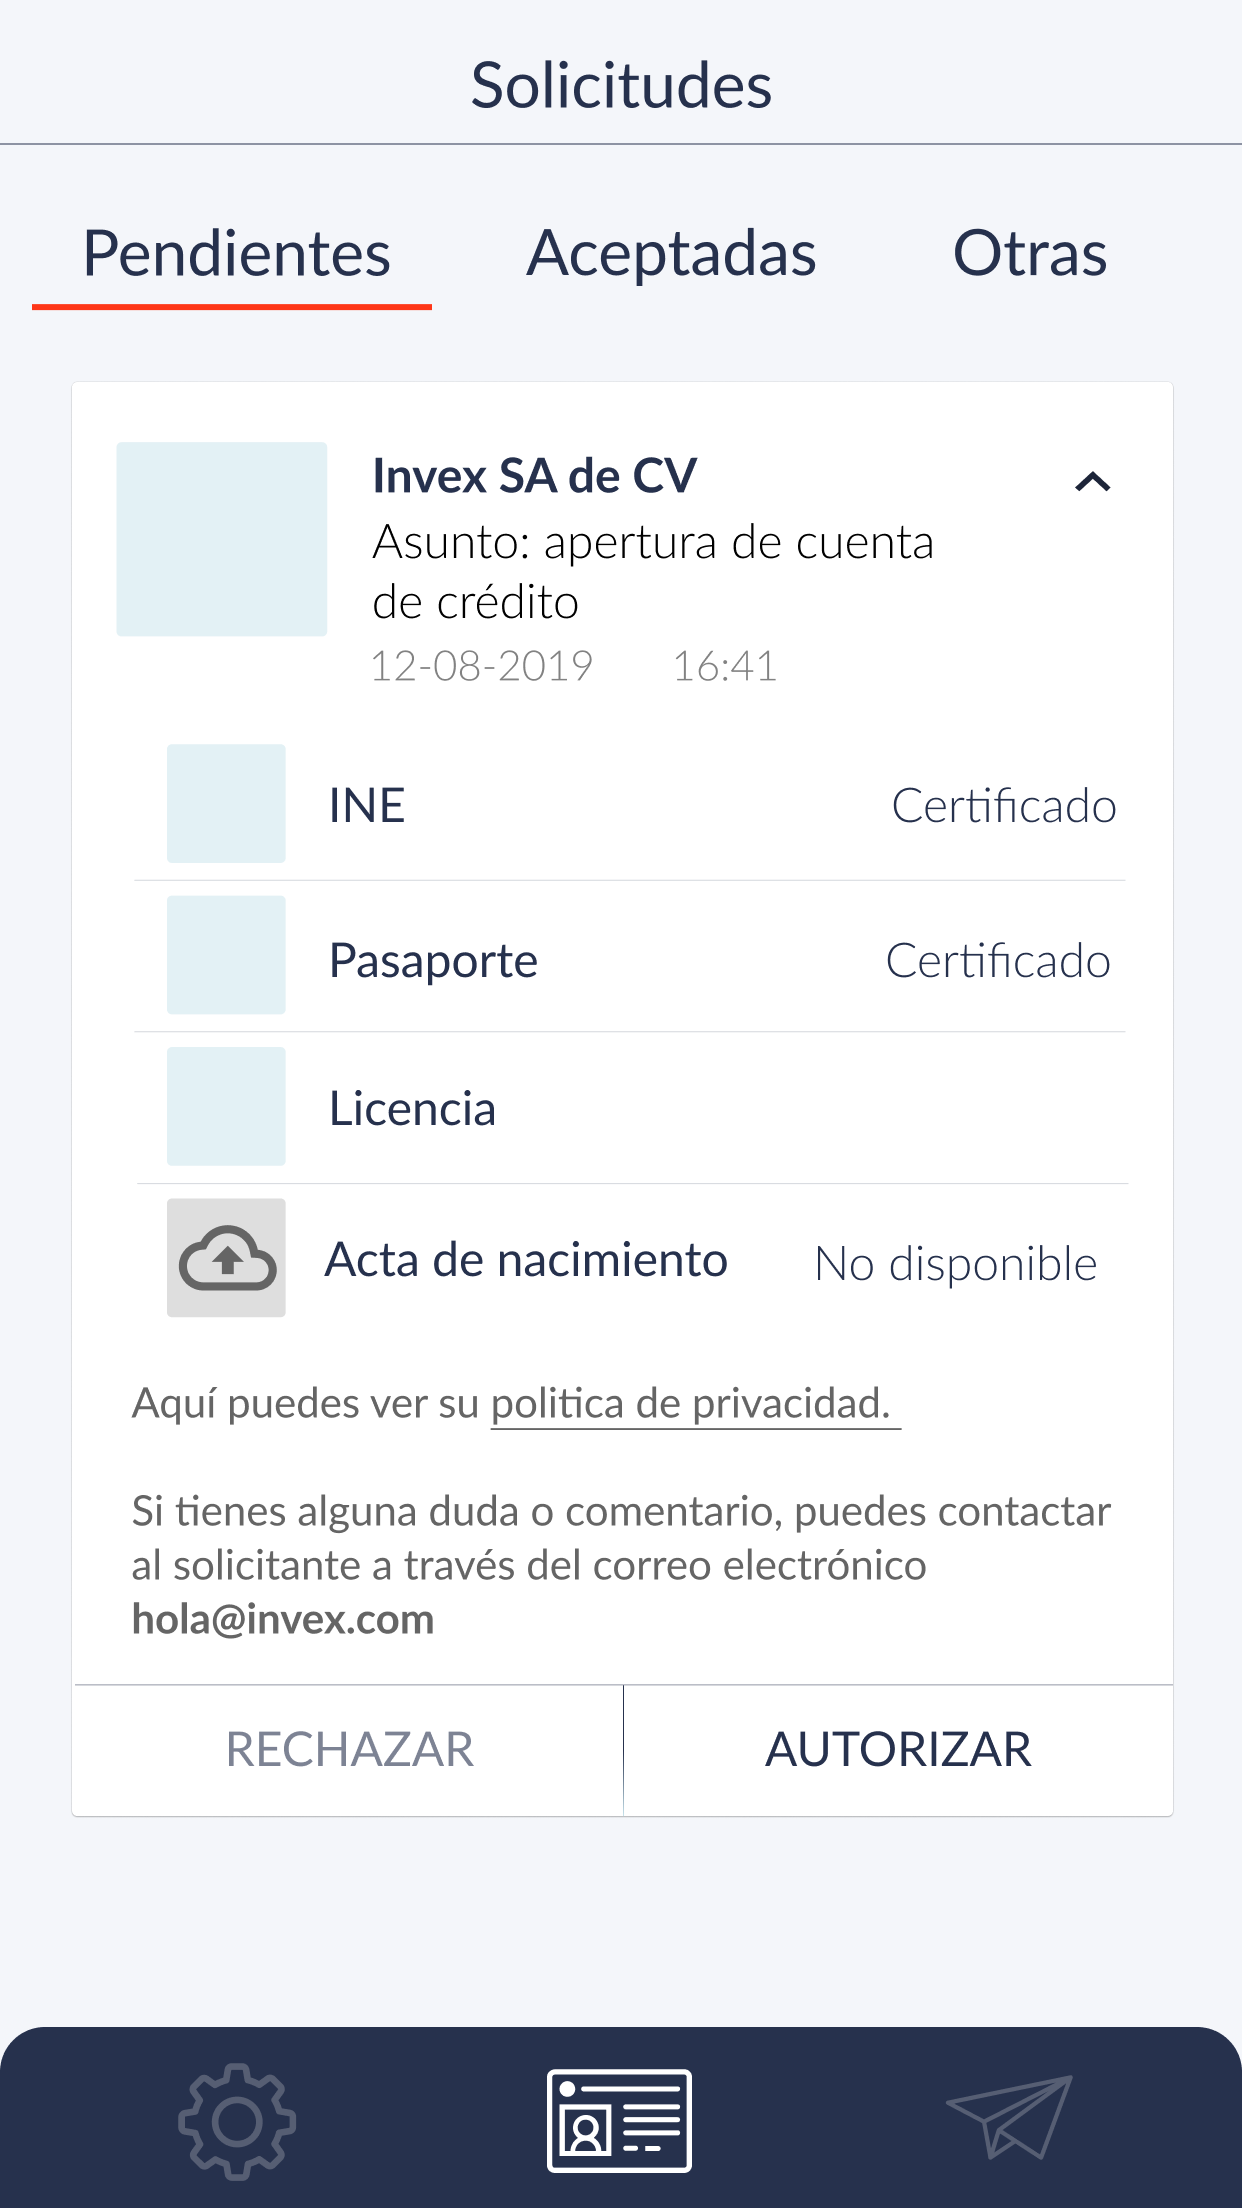 Solicitudes
Pendientes Aceptadas Otras
Invex SA de CV
Asunto: apertura de cuenta
de crédito
12-08-2019 16:41
INE Certificado
Pasaporte Certificado
Licencia
Acta de nacimiento No disponible
Aquí puedes ver su politica de privacidad.
Si tienes alguna duda o comentario, puedes contactar
al solicitante a través del correo electrónico
hola@invex.com
RECHAZAR AUTORIZAR